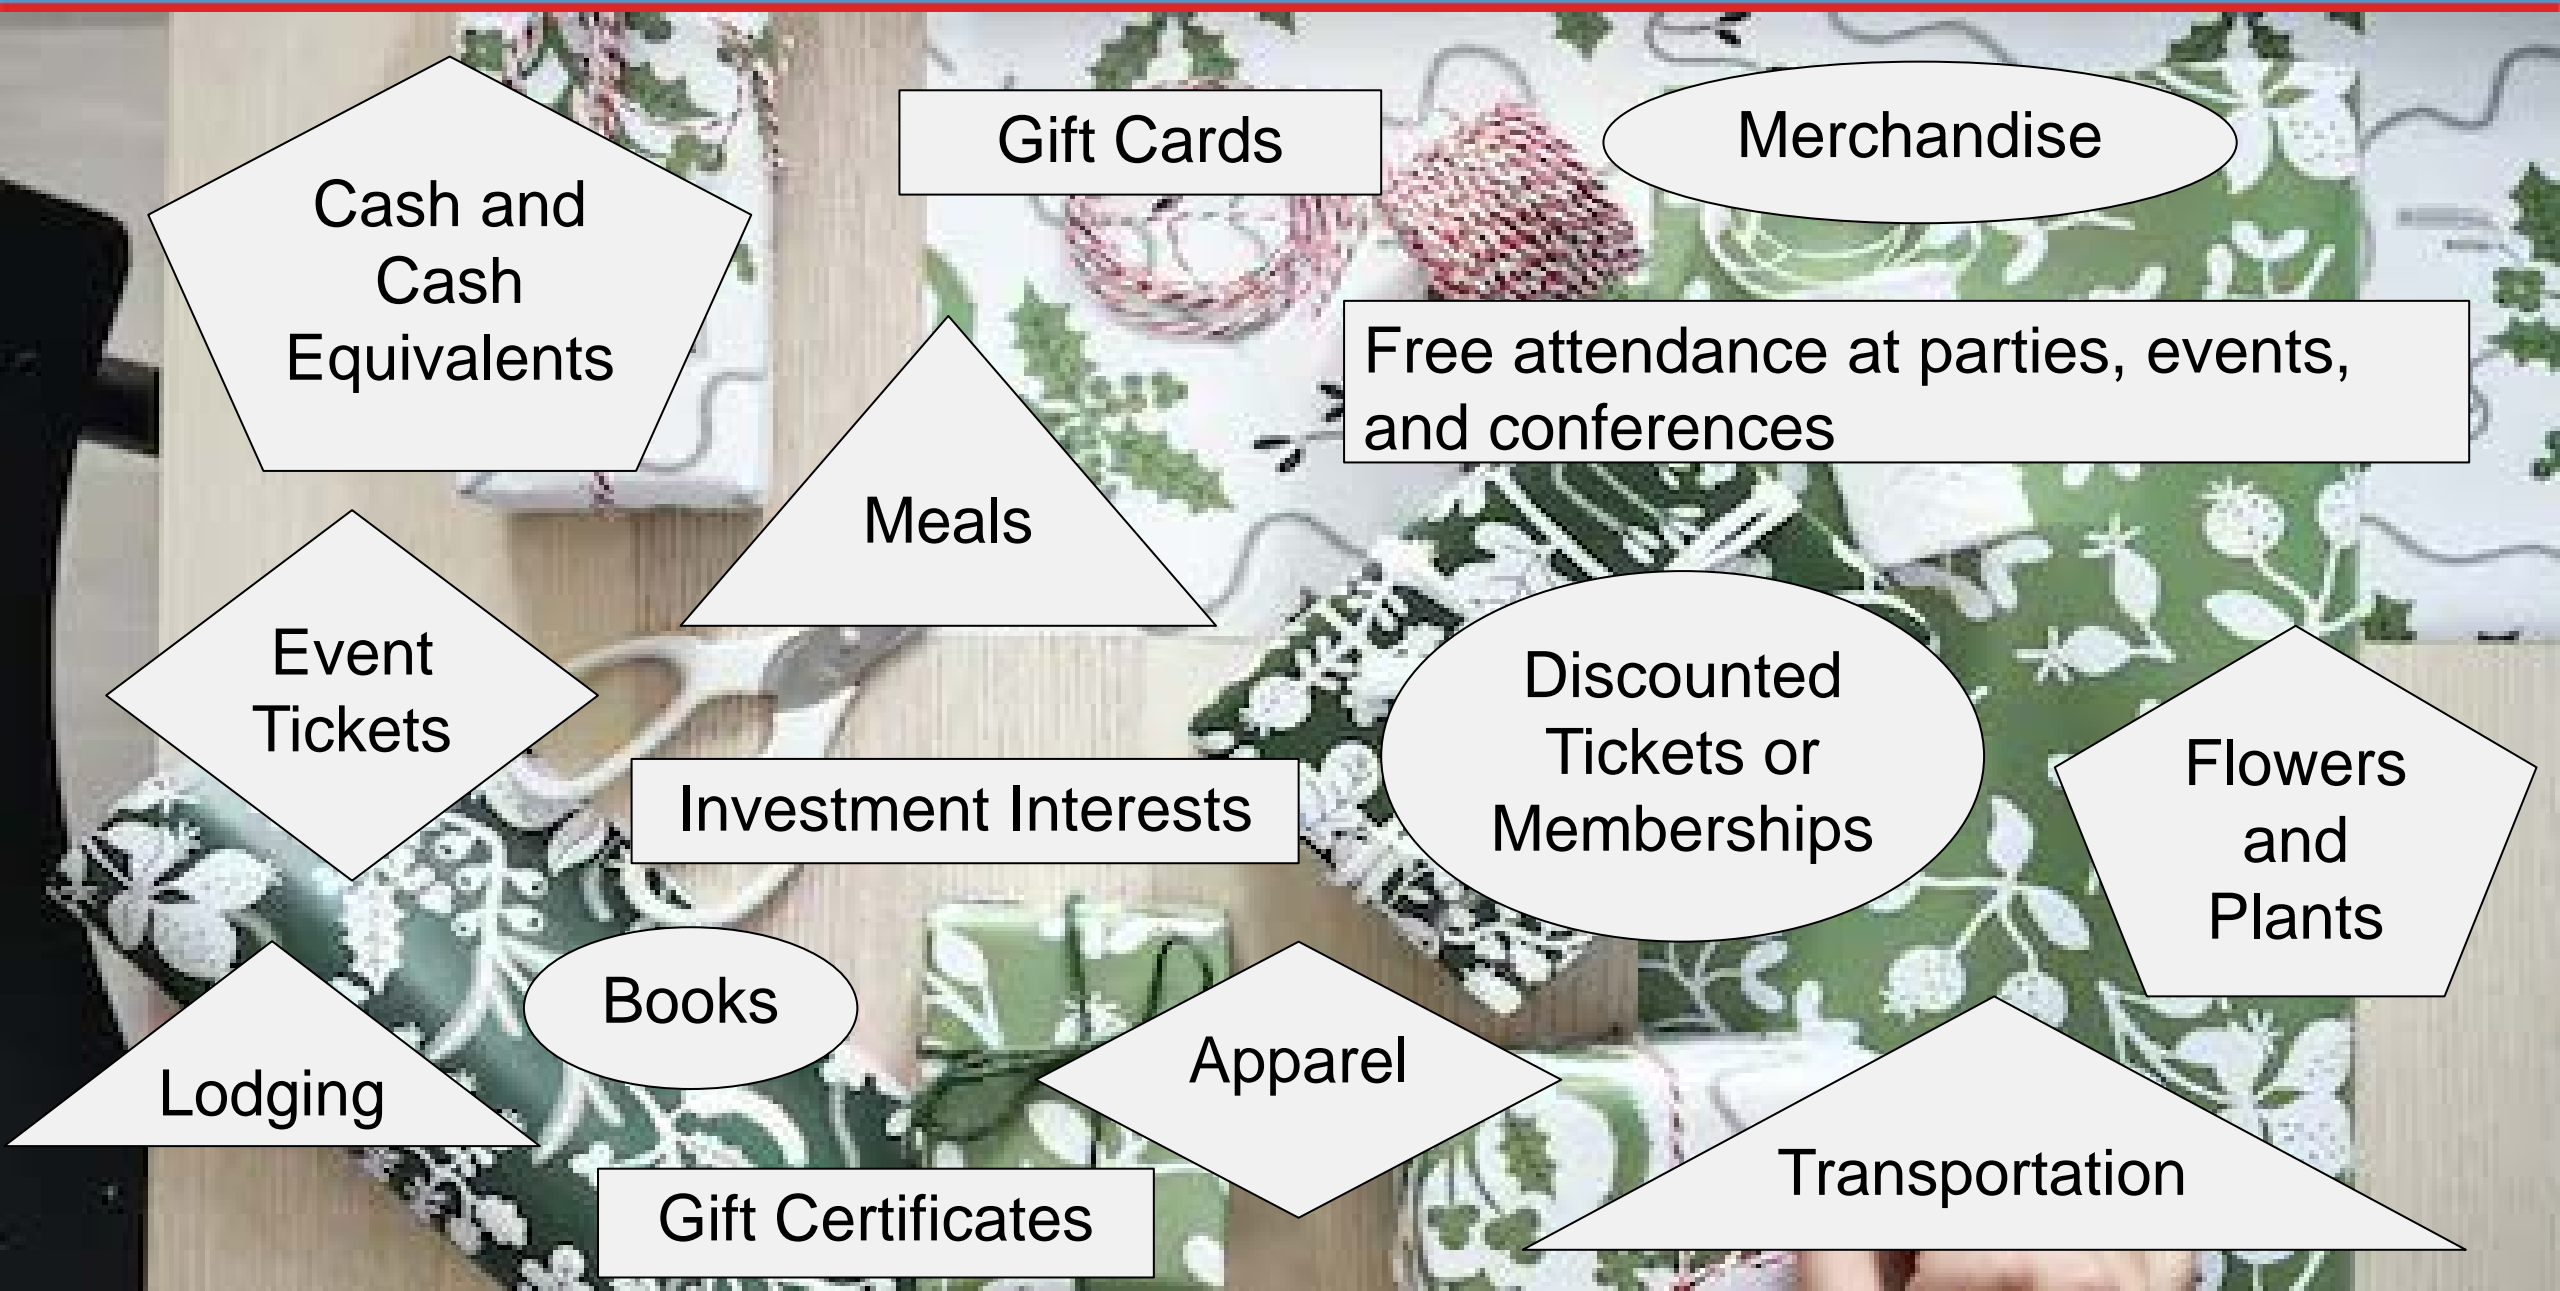 Cash and
Cash
Equivalents
Gift Cards
Merchandise
Free attendance at parties, events,
and conferences
Meals
Event
Tickets
Investment Interests
Discounted
Tickets or
Memberships
Flowers
and
Plants
Lodging
Books
Apparel
Transportation
Gift Certificates